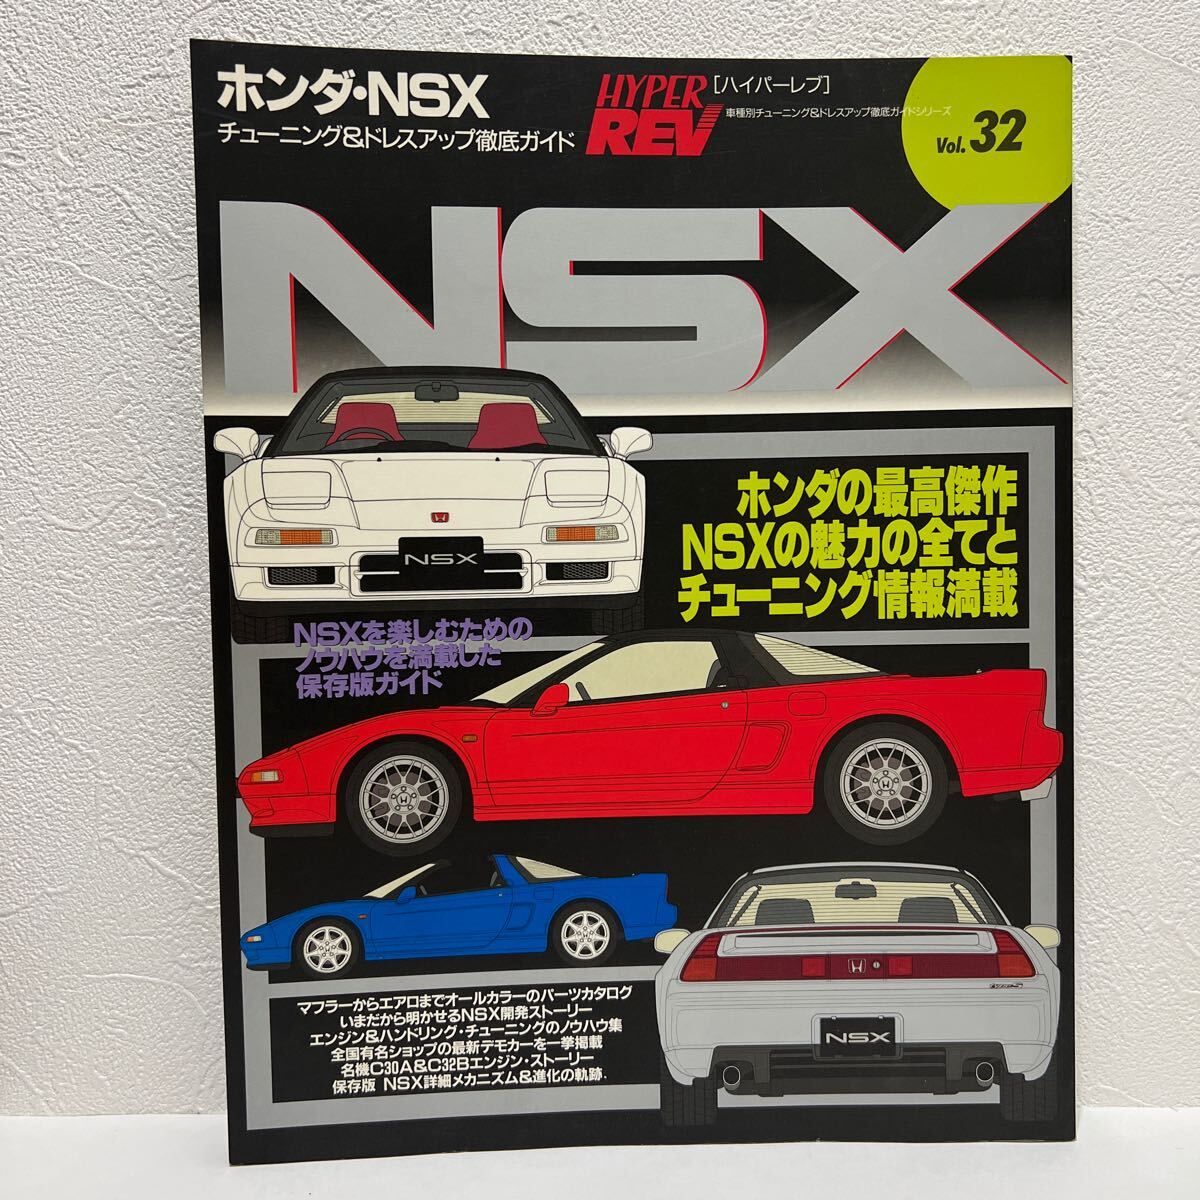 ホンダ・NSX
チューニング&ドレスアップ徹底ガイド
HYPER REV
[ハイパーレブ]
車種別チューニング&ドレスアップ徹底ガイドシリーズ
Vol. 32
NSX
ホンダの最高傑作
NSXの魅力の全てと
チューニング情報満載
NSX
NSXを楽しむための
ノウハウを満載した
保存版ガイド
マフラーからエアロまでオールカラーのパーツカタログ
いまだから明かせるNSX開発ストーリー
エンジン&ハンドリング・チューニングのノウハウ集
全国有名ショップの最新デモカーを一挙掲載
名機C30A&C32Bエンジン・ストーリー
保存版 NSX詳細メカニズム&進化の軌跡.
Type S
NSX